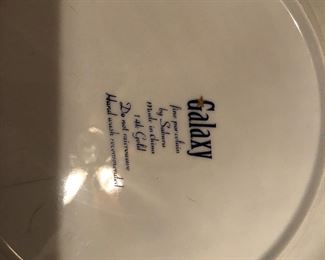 Galaxy
fine porcelain
by Sakura
Made in China
14k Gold
Do not microwave
Hand wash recommended